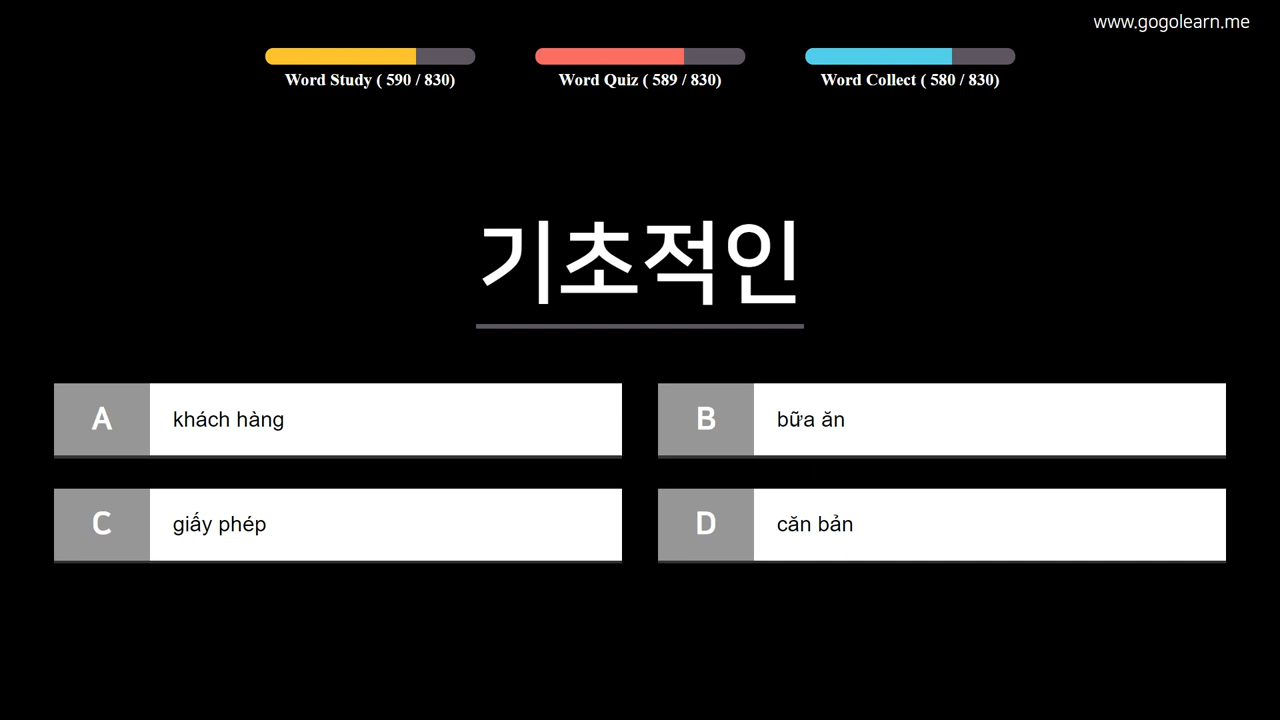 www.gogolearn.me
Word Study ( 590 / 830)
Word Quiz ( 589 / 830)
Word Collect ( 580 / 830)
기초적인
A khách hàng
B bữa ăn
C giấy phép
D căn bản